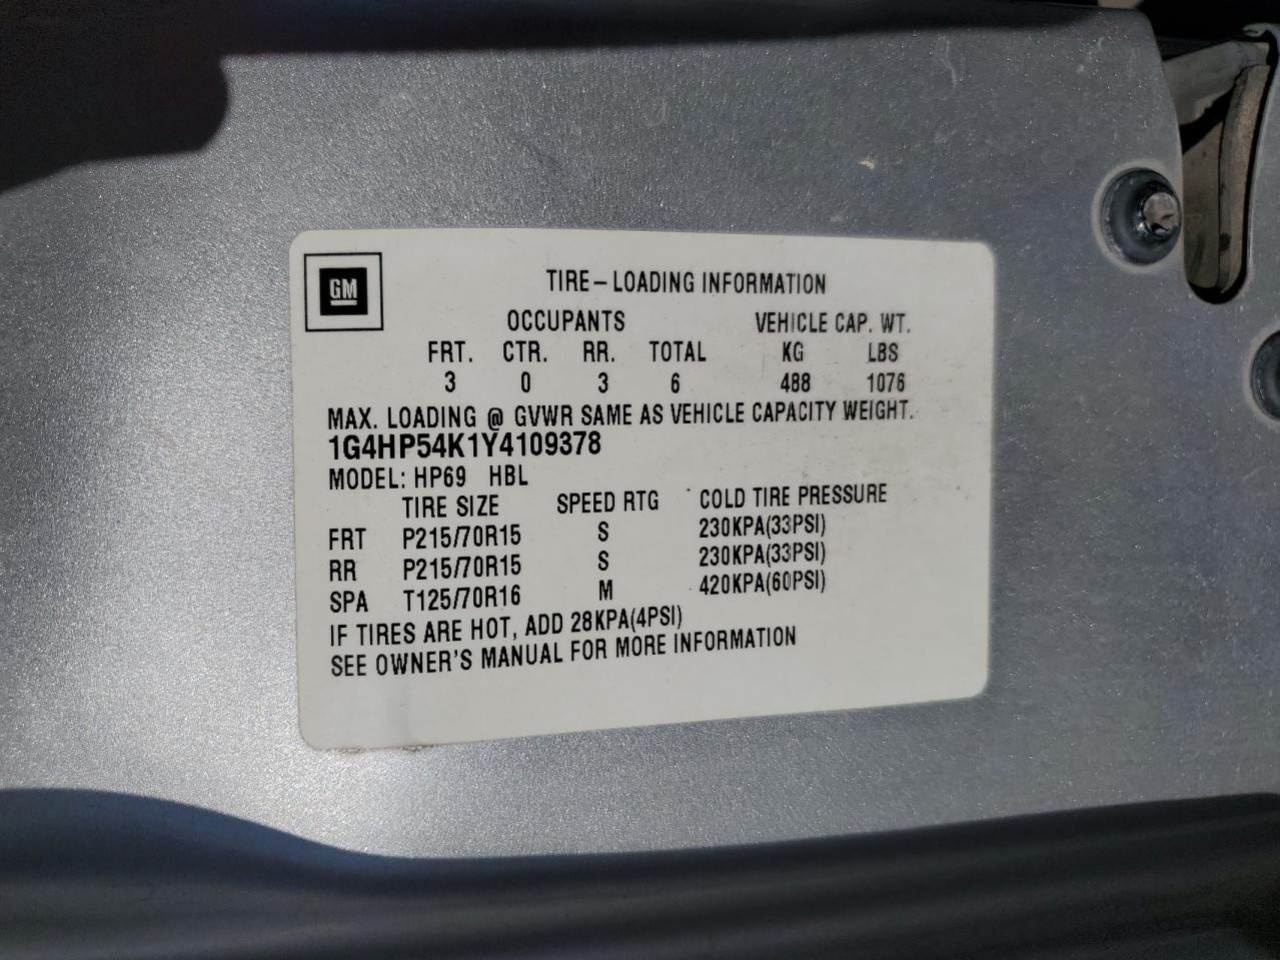 GM
TIRE-LOADING INFORMATION
OCCUPANTS VEHICLE CAP. WT.
FRT. CTR. RR. TOTAL KG LBS
3 0 3 6 488 1076
MAX. LOADING @ GVWR SAME AS VEHICLE CAPACITY WEIGHT.
1G4HP54K1Y4109378
MODEL: HP69 HBL
TIRE SIZE SPEED RTG COLD TIRE PRESSURE
FRT P215/70R15 S 230KPA(33PSI)
RR P215/70R15 S 230KPA(33PSI)
SPA T125/70R16 M 420KPA(60PSI)
IF TIRES ARE HOT, ADD 28KPA(4PSI)
SEE OWNER'S MANUAL FOR MORE INFORMATION